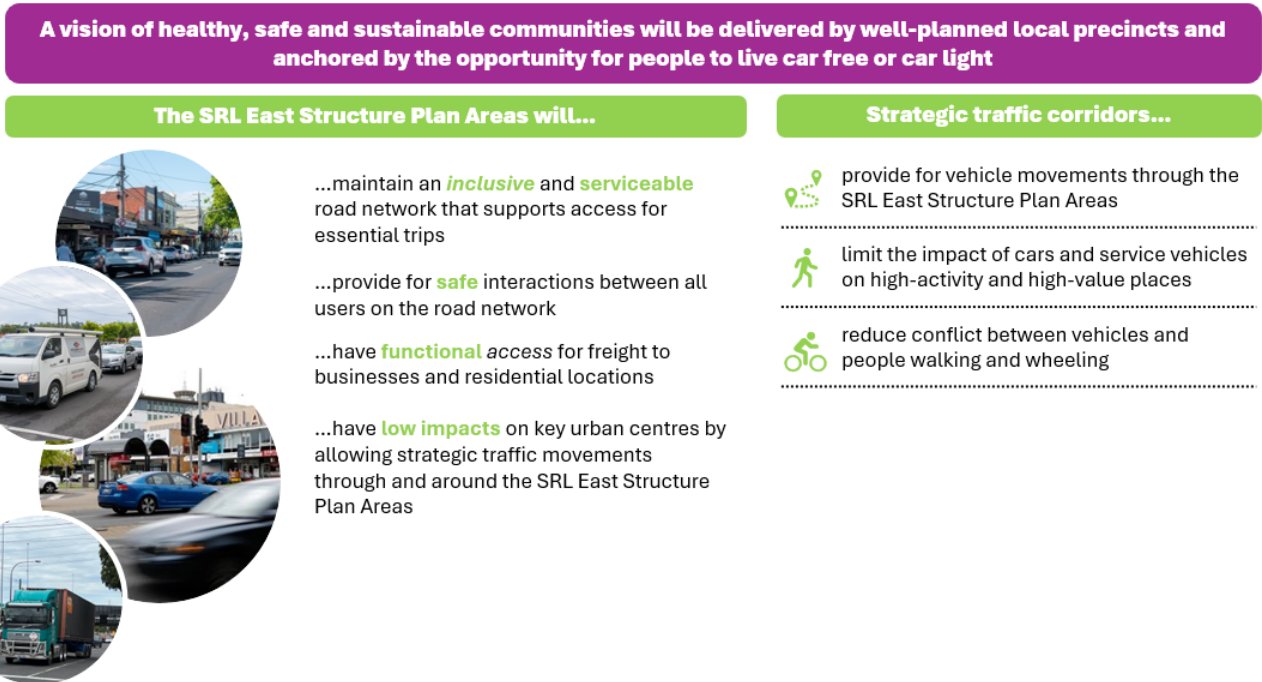 A vision of healthy, safe and sustainable communities will be delivered by well-planned local precincts and
anchored by the opportunity for people to live car free or car light
The SRL East Structure Plan Areas will...
...maintain an inclusive and serviceable
road network that supports access for
essential trips
...provide for safe interactions between all
users on the road network
...have functional access for freight to
businesses and residential locations
...have low impacts on key urban centres by
allowing strategic traffic movements
through and around the SRL East Structure
Plan Areas
VILLA
Strategic traffic corridors...
provide for vehicle movements through the
SRL East Structure Plan Areas
limit the impact of cars and service vehicles
on high-activity and high-value places
reduce conflict between vehicles and
people walking and wheeling